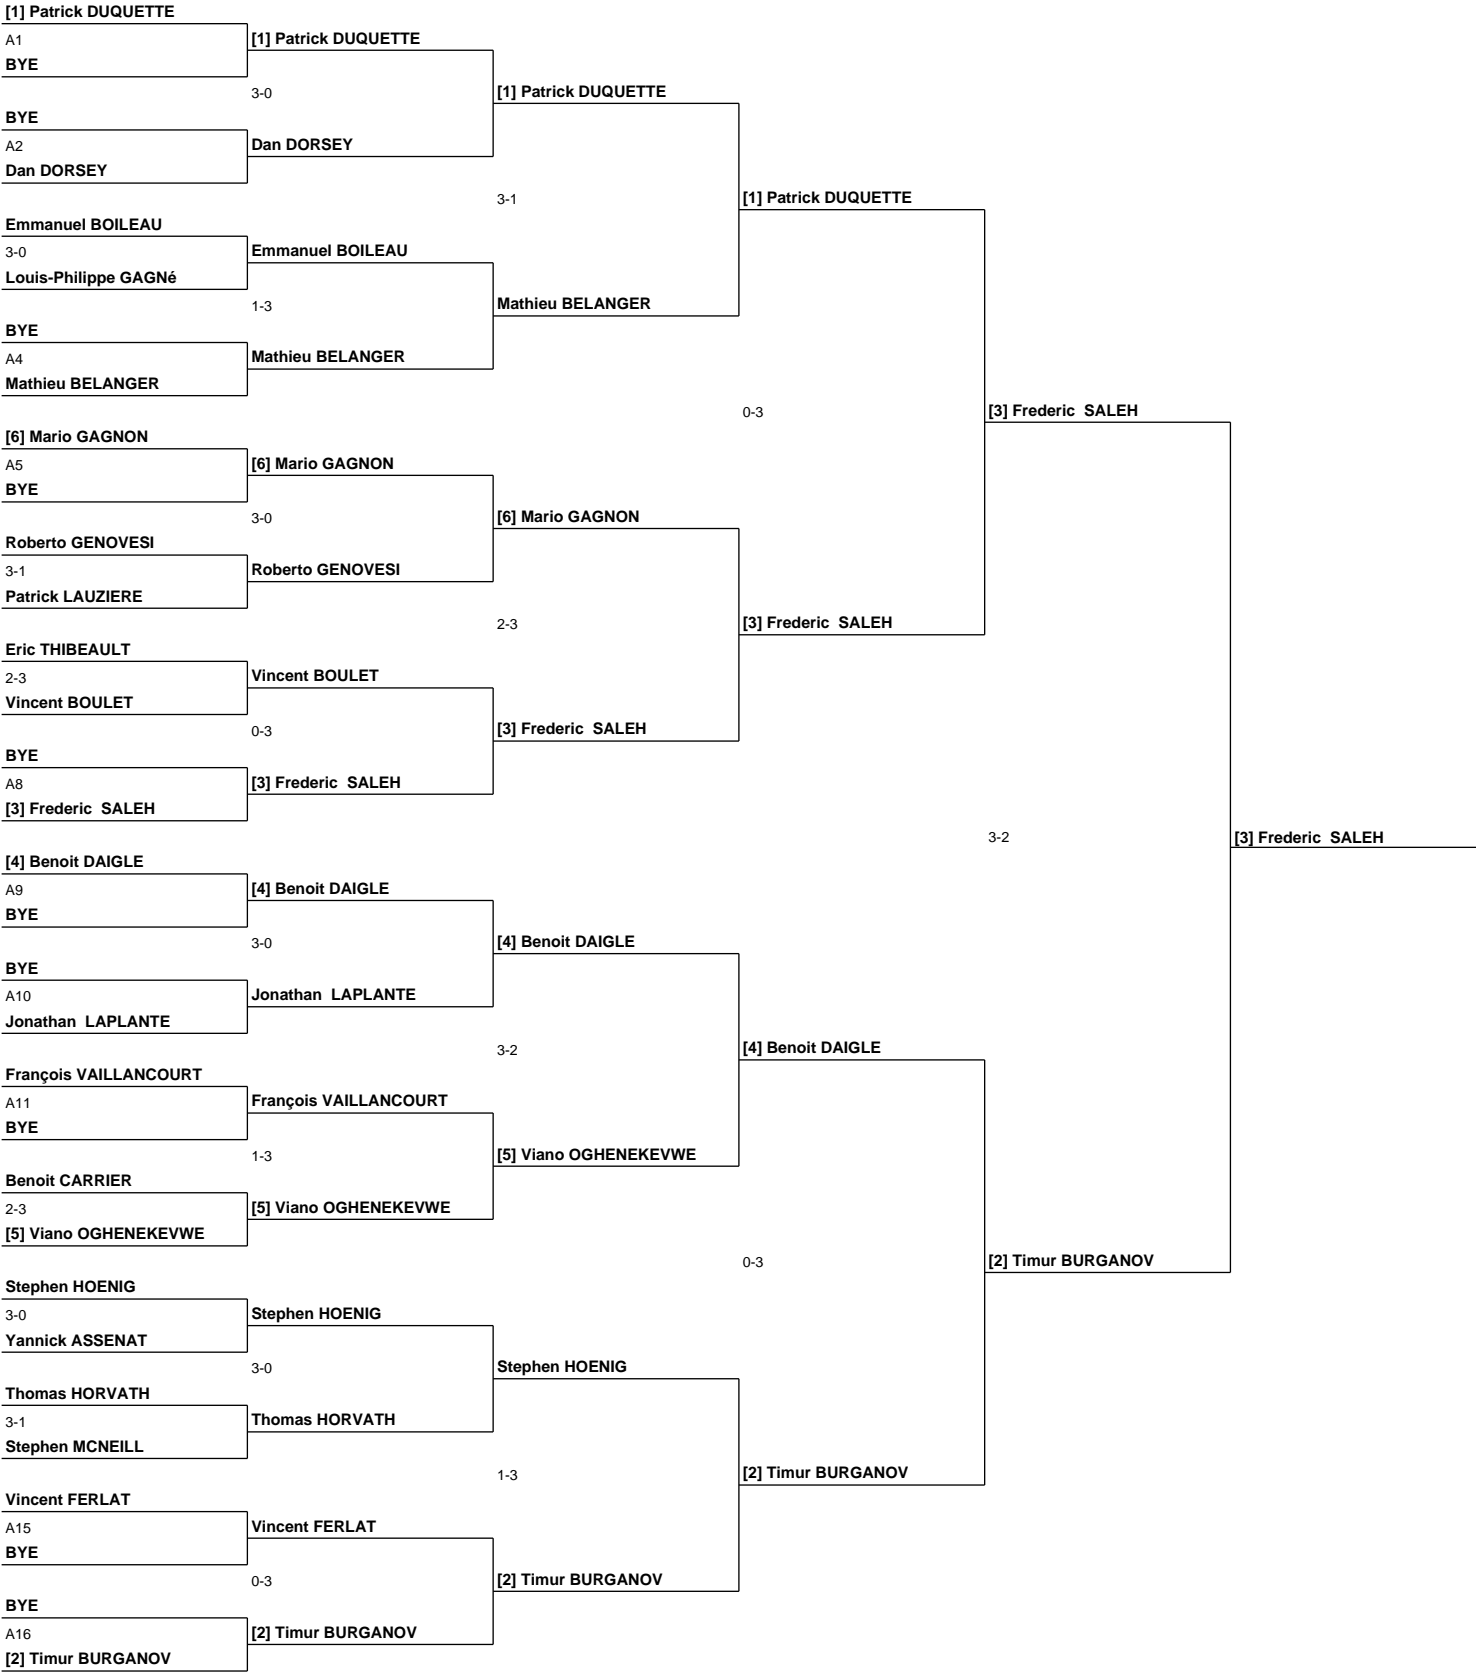 [1] Patrick DUQUETTE
A1
BYE
BYE
A2
Dan DORSEY
Emmanuel BOILEAU
3-0
Louis-Philippe GAGNé
BYE
A4
Mathieu BELANGER
[6] Mario GAGNON
A5
BYE
Roberto GENOVESI
3-1
Patrick LAUZIERE
Eric THIBEAULT
2-3
Vincent BOULET
BYE
A8
[3] Frederic  SALEH
[4] Benoit DAIGLE
A9
BYE
BYE
A10
Jonathan  LAPLANTE
François VAILLANCOURT
A11
BYE
Benoit CARRIER
2-3
[5] Viano OGHENEKEVWE
Stephen HOENIG
3-0
Yannick ASSENAT
Thomas HORVATH
3-1
Stephen MCNEILL
Vincent FERLAT
A15
BYE
BYE
A16
[2] Timur BURGANOV
[1] Patrick DUQUETTE
3-0
Dan DORSEY
Emmanuel BOILEAU
1-3
Mathieu BELANGER
[6] Mario GAGNON
3-0
Roberto GENOVESI
Vincent BOULET
0-3
[3] Frederic  SALEH
[4] Benoit DAIGLE
3-0
Jonathan  LAPLANTE
François VAILLANCOURT
1-3
[5] Viano OGHENEKEVWE
Stephen HOENIG
3-0
Thomas HORVATH
Vincent FERLAT
0-3
[2] Timur BURGANOV
[1] Patrick DUQUETTE
3-1
Mathieu BELANGER
[6] Mario GAGNON
2-3
[3] Frederic  SALEH
[4] Benoit DAIGLE
3-2
[5] Viano OGHENEKEVWE
Stephen HOENIG
1-3
[2] Timur BURGANOV
[1] Patrick DUQUETTE
0-3
[3] Frederic  SALEH
[4] Benoit DAIGLE
0-3
[2] Timur BURGANOV
[3] Frederic  SALEH
3-2
[2] Timur BURGANOV
[3] Frederic  SALEH